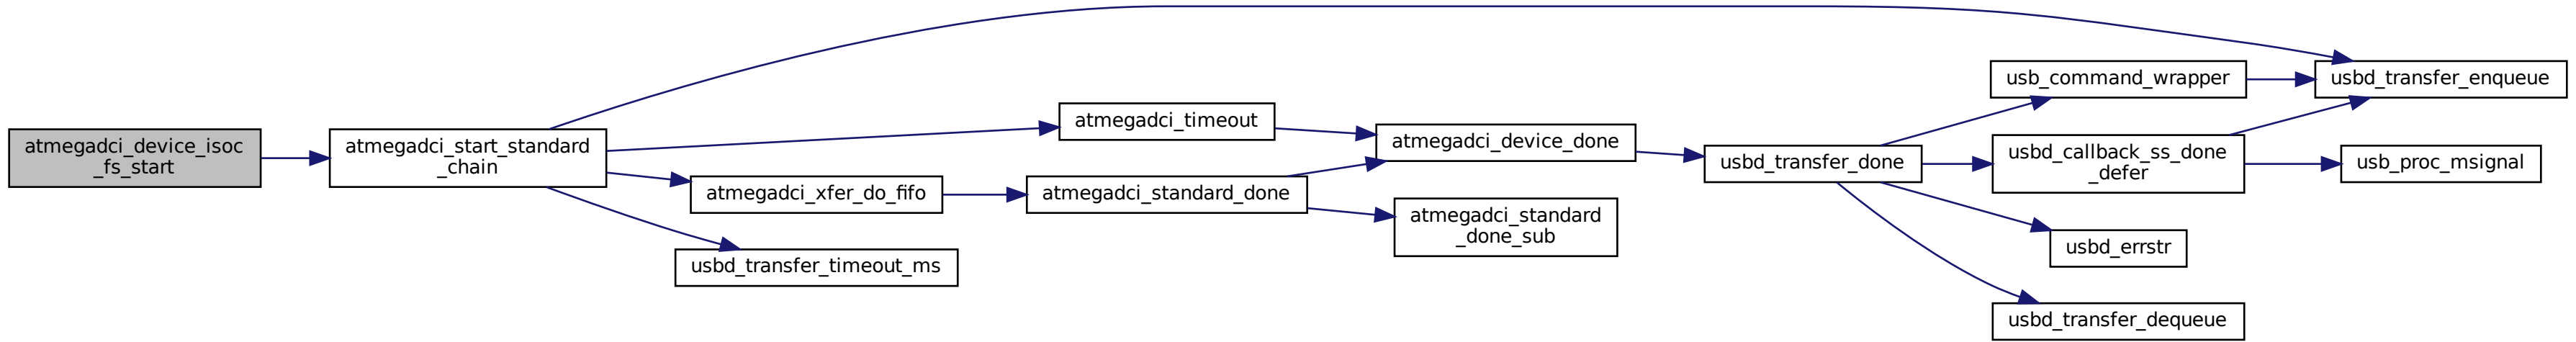 atmegadci_device_isoc
_fs_start
atmegadci_start_standard
_chain
atmegadci_timeout
atmegadci_xfer_do_fifo
usbd_transfer_timeout_ms
atmegadci_standard_done
atmegadci_device_done
atmegadci_standard
_done_sub
usbd_transfer_done
usb_command_wrapper
usbd_callback_ss_done
_defer
usbd_errstr
usbd_transfer_dequeue
usbd_transfer_enqueue
usb_proc_msignal